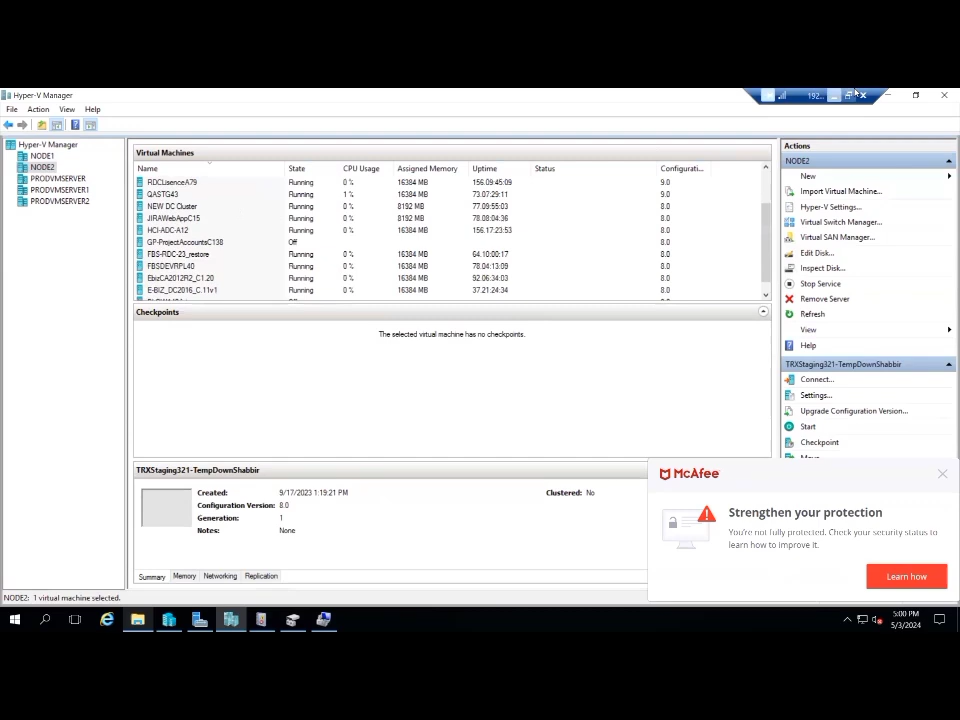 Hyper-V Manager
192...
File Action View Help
Hyper-V Manager
NODE1
NODE2
PRODVMSERVER
PRODVMSERVER1
PRODVMSERVER2
Virtual Machines
Name State CPU Usage Assigned Memory Uptime Status Configurati...
RDCLisenceA79 Running 0 % 16384 MB 156.09:45:09 9.0
QASTG43 Running 1 % 16384 MB 73.07:29:11 9.0
NEW DC Cluster Running 0 % 8192 MB 77.09:55:03 8.0
JIRAWebAppC15 Running 0 % 8192 MB 78.08:04:36 8.0
HCI-ADC-A12 Running 0 % 16384 MB 156.17:23:53 9.0
GP-ProjectAccountsC138 Off 8.0
FBS-RDC-23_restore Running 0 % 16384 MB 64.10:00:17 8.0
FBSDEVRPL40 Running 0 % 16384 MB 78.04:13:09 8.0
EbizCA2012R2_C1.20 Running 0 % 16384 MB 92.06:34:03 8.0
E-BIZ_DC2016_C.11v1 Running 0 % 16384 MB 37.21:24:34 8.0
Checkpoints
The selected virtual machine has no checkpoints.
TRXStaging321-TempDownShabbir
Created: 9/17/2023 1:19:21 PM Clustered: No
Configuration Version: 8.0
Generation: 1
Notes: None
Summary Memory Networking Replication
NODE2: 1 virtual machine selected.
Actions
NODE2
New
Import Virtual Machine...
Hyper-V Settings...
Virtual Switch Manager...
Virtual SAN Manager...
Edit Disk...
Inspect Disk...
Stop Service
Remove Server
Refresh
View
Help
TRXStaging321-TempDownShabbir
Connect...
Settings...
Upgrade Configuration Version...
Start
Checkpoint
McAfee
Strengthen your protection
You're not fully protected. Check your security status to
learn how to improve it.
Learn how
5:00 PM
5/3/2024